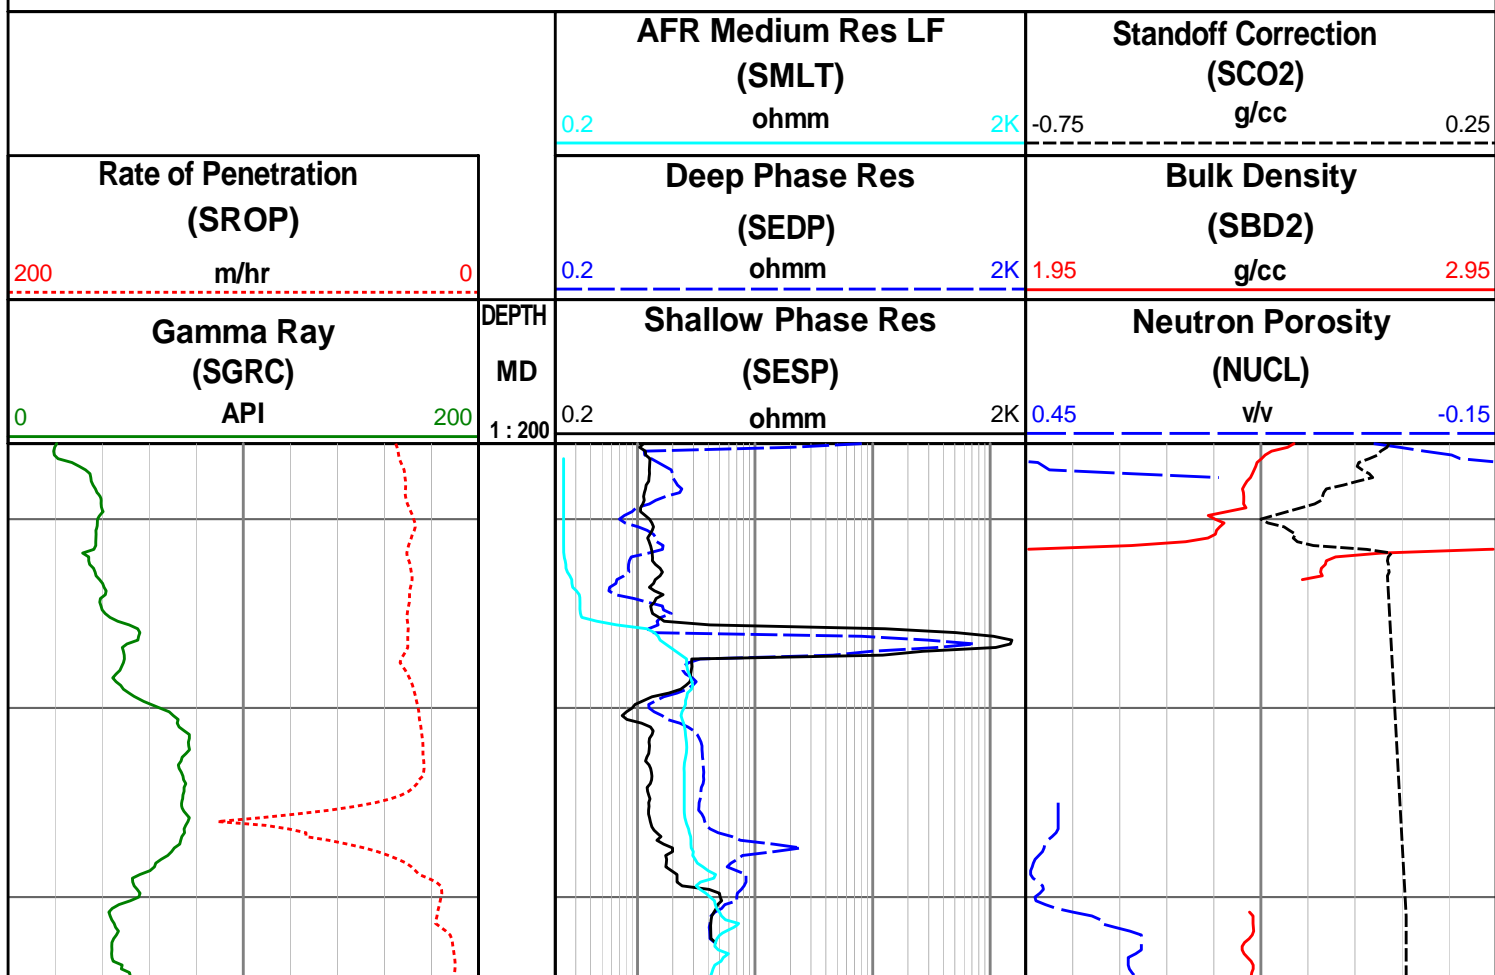 AFR Medium Res LF
(SMLT)
ohmm
0.2 2K
Standoff Correction
(SCO2)
g/cc
-0.75 0.25
Rate of Penetration
(SROP)
m/hr
200 0
Deep Phase Res
(SEDP)
ohmm
0.2 2K
Bulk Density
(SBD2)
g/cc
1.95 2.95
Gamma Ray
(SGRC)
API
0 200
DEPTH
MD
1 : 200
Shallow Phase Res
(SESP)
ohmm
0.2 2K
Neutron Porosity
(NUCL)
v/v
0.45 -0.15